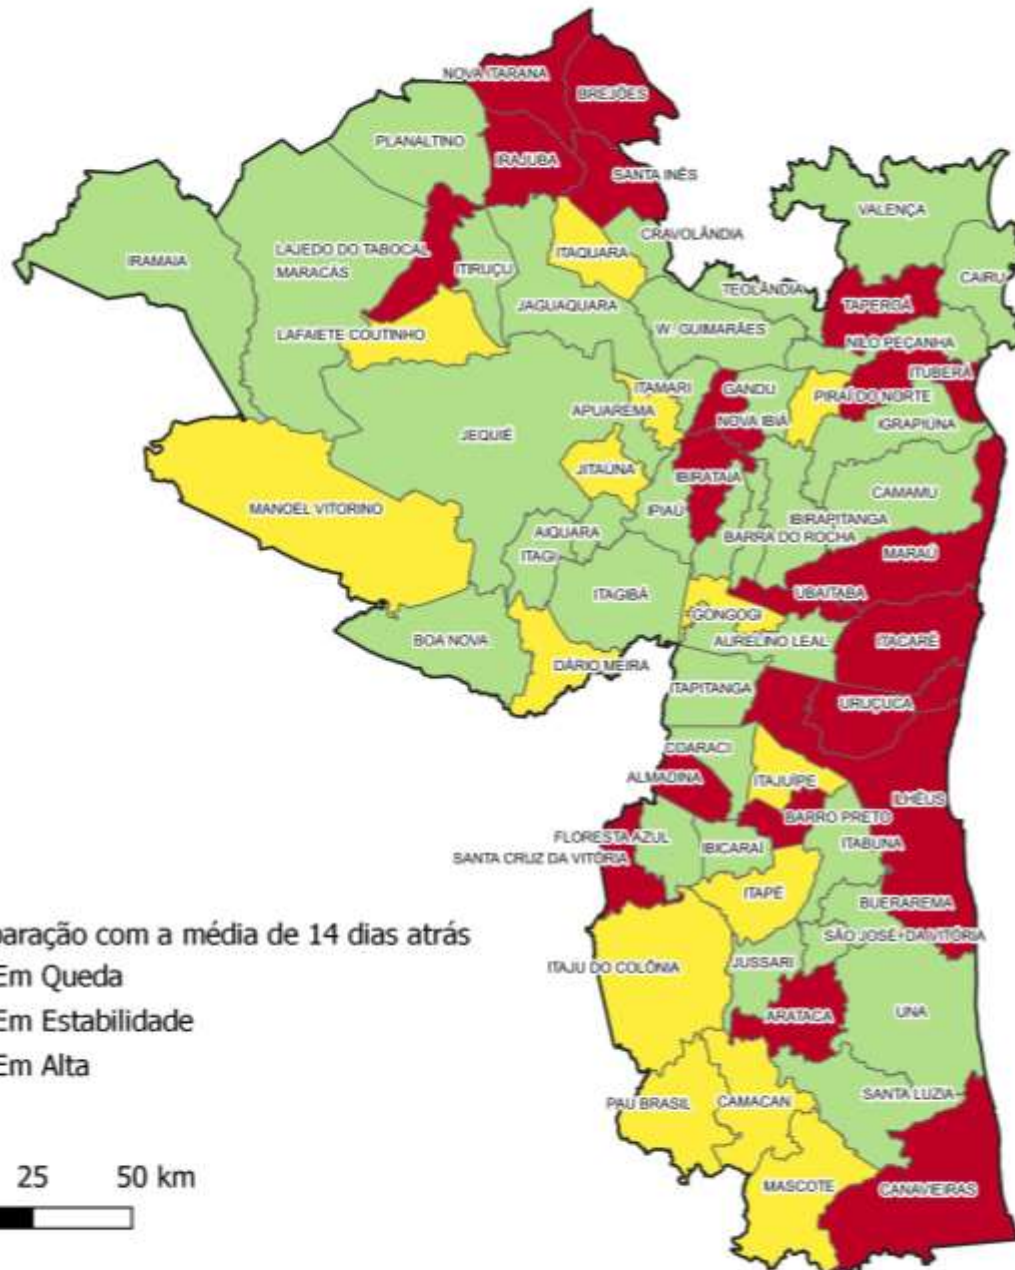 NOVA ITARANA
BREJÕES
PLANALTINO
IRAJUBA
SANTA INÊS
VALENÇA
CRAVOLÂNDIA
ITAQUARA
IRAMAIA
LAJEDO DO TABOCAL
MARACÁS
ITIRUÇU
CAIRU
TEOLÂNDIA
JAGUAQUARA
TAPEROÁ
W. GUIMARÃES
LAFAIETE COUTINHO
NILO PEÇANHA
ITUBERÁ
ITAMARI
GANDU
PIRAÍ DO NORTE
APUAREMA
NOVA IBIÁ
IGRAPIÚNA
JEQUIÉ
JITAÚNA
IBIRATAIA
CAMAMU
MANOEL VITORINO
IPIAÚ
IBIRAPITANGA
AIQUARA
BARRA DO ROCHA
ITAGI
MARAÚ
ITAGIBÁ
UBAITABA
GONGOGI
BOA NOVA
AURELINO LEAL
ITACARÉ
DÁRIO MEIRA
ITAPITANGA
URUÇUCA
COARACI
ALMADINA
ITAJUÍPE
ILHÉUS
BARRO PRETO
FLORESTA AZUL
ITABUNA
IBICARAÍ
SANTA CRUZ DA VITÓRIA
ITAPÉ
BUERAREMA
SÃO JOSÉ DA VITÓRIA
ITAJU DO COLÔNIA
JUSSARI
ARATACA
UNA
SANTA LUZIA
PAU BRASIL
CAMACAN
MASCOTE
CANAVIEIRAS
paração com a média de 14 dias atrás
Em Queda
Em Estabilidade
Em Alta
25 50 km